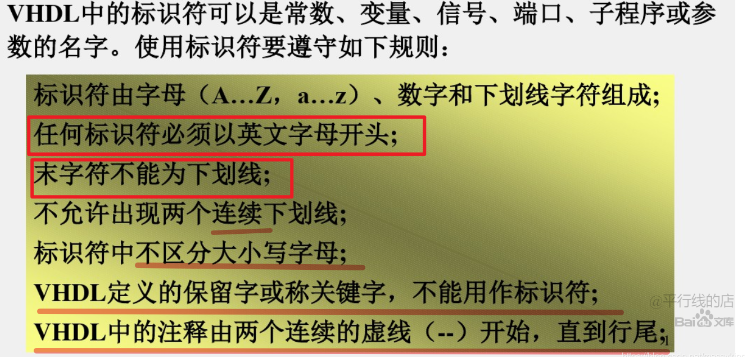 VHDL中的标识符可以是常数、变量、信号、端口、子程序或参
数的名字。使用标识符要遵守如下规则：
标识符由字母（A…Z，a…z）、数字和下划线字符组成；
任何标识符必须以英文字母开头；
末字符不能为下划线；
不允许出现两个连续下划线；
标识符中不区分大小写字母；
VHDL定义的保留字或称关键字，不能用作标识符；
@平行线的店
Bai du 文库
VHDL中的注释由两个连续的虚线（--）开始，直到行尾；